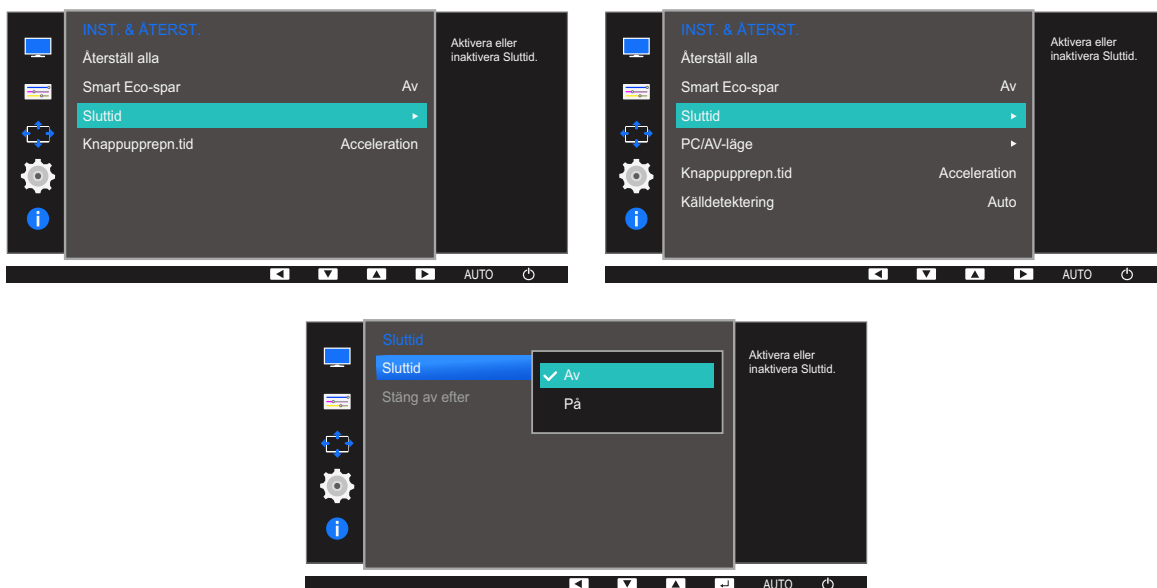 INST. & ÅTERST.
Återställ alla
Smart Eco-spar Av
Sluttid
Knappupprepn.tid Acceleration
Aktivera eller
inaktivera Sluttid.
AUTO
INST. & ÅTERST.
Återställ alla
Smart Eco-spar Av
Sluttid
PC/AV-läge
Knappupprepn.tid Acceleration
Källdetektering Auto
Aktivera eller
inaktivera Sluttid.
AUTO
Sluttid
Sluttid
Stäng av efter
Av
På
Aktivera eller
inaktivera Sluttid.
AUTO